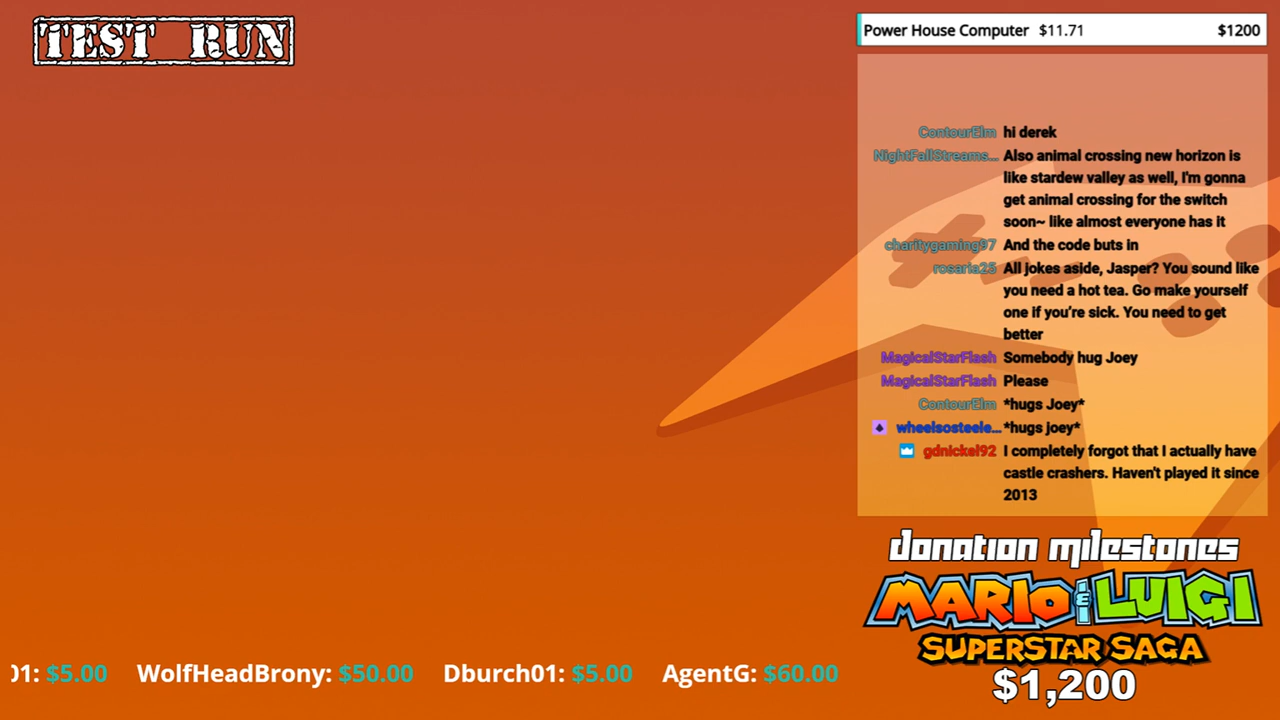 TEST RUN
Power House Computer $11.71 $1200
ContourElm hi derek
NightFallStreams... Also animal crossing new horizon is
like stardew valley as well, I'm gonna
get animal crossing for the switch
soon~ like almost everyone has it
charitygaming97 And the code buts in
rosaria25 All jokes aside, Jasper? You sound like
you need a hot tea. Go make yourself
one if you’re sick. You need to get
better
MagicalStarFlash Somebody hug Joey
MagicalStarFlash Please
ContourElm *hugs Joey*
wheelsosteele... *hugs joey*
gdnickel92 I completely forgot that I actually have
castle crashers. Haven't played it since
2013
donation milestones
MARIO & LUIGI
SUPERSTAR SAGA
$1,200
01: $5.00 WolfHeadBrony: $50.00 Dburch01: $5.00 AgentG: $60.00